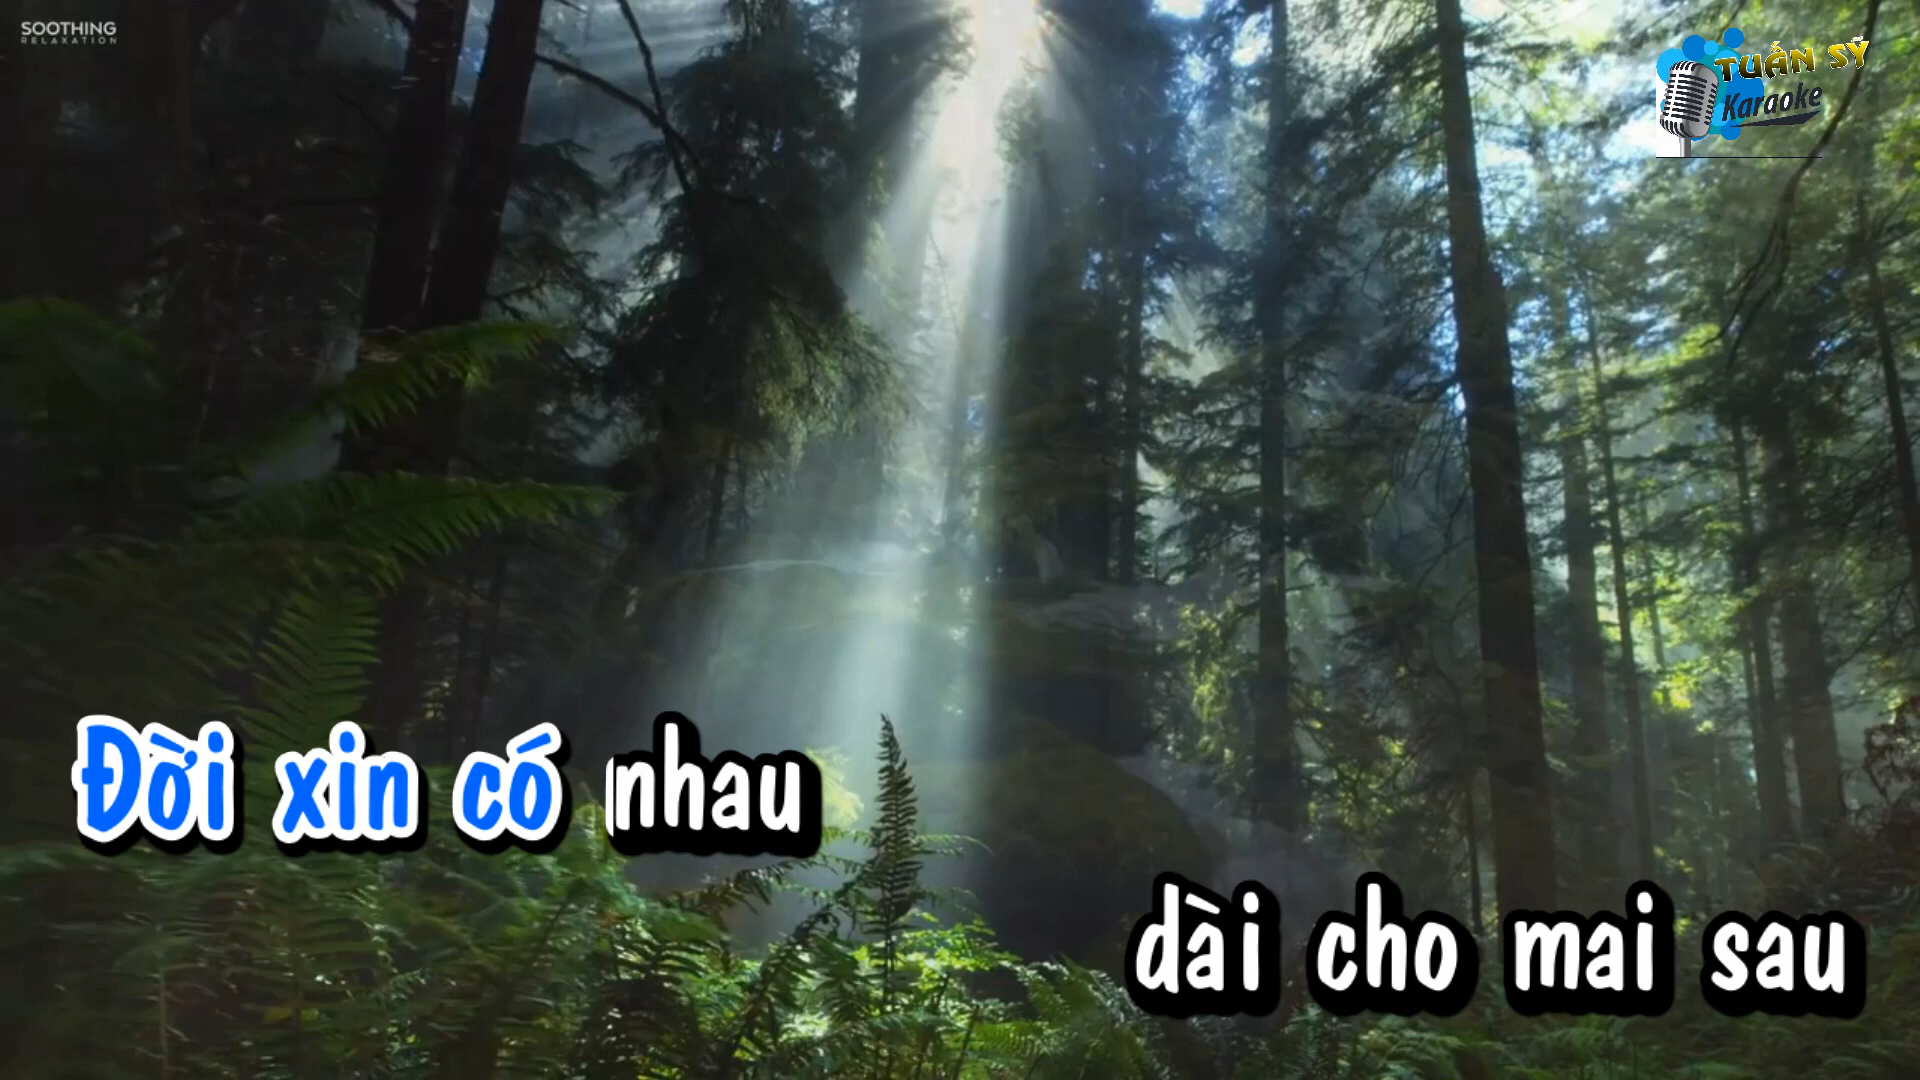 SOOTHING
RELAXATION
TUẤN SỸ
Karaoke
Đời xin có nhau
dài cho mai sau